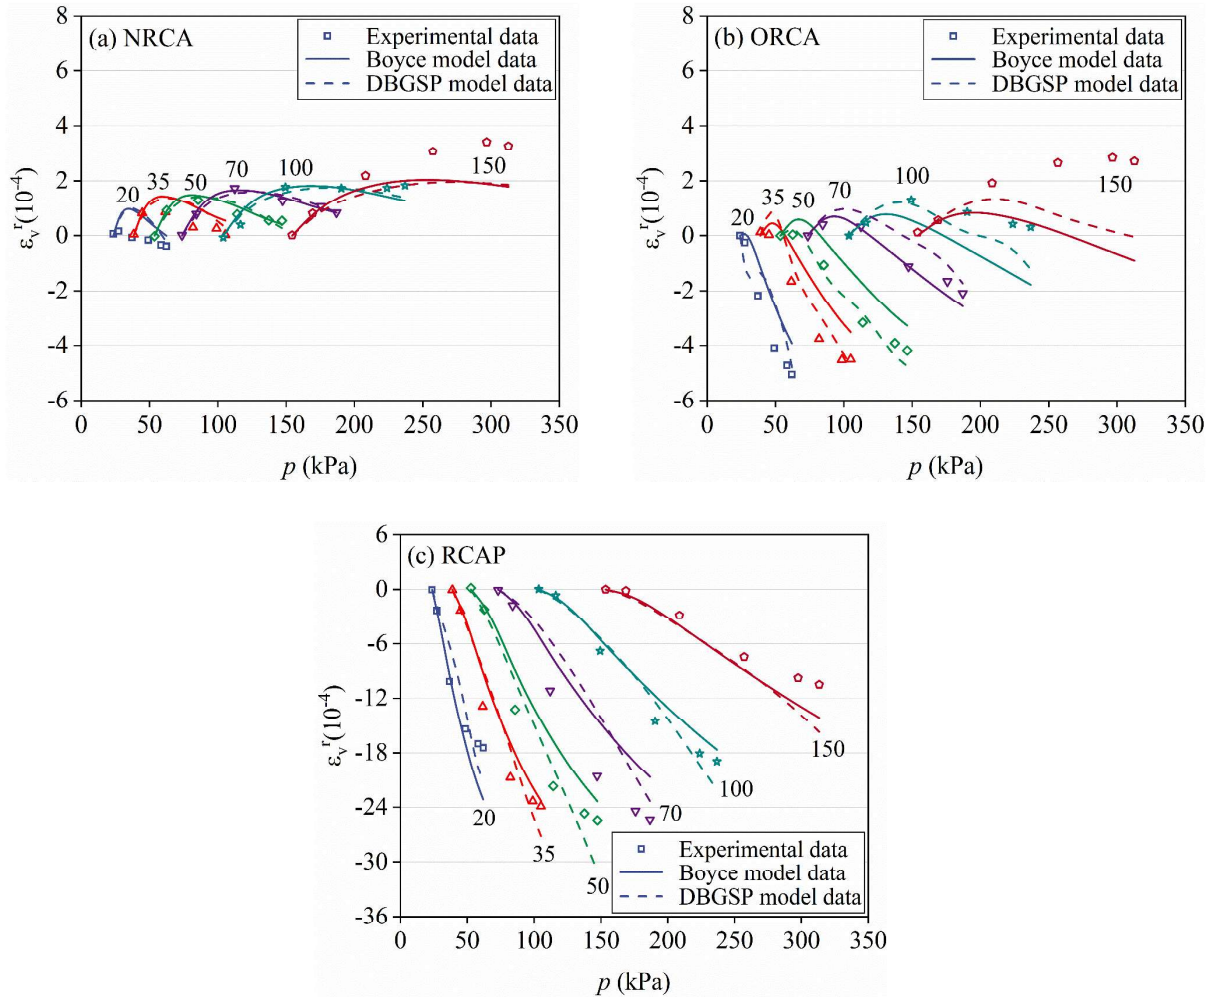 (a) NRCA
Experimental data
Boyce model data
DBGSP model data
8
6
4
2
0
-2
-4
-6
εvʳ(10⁻⁴)
20
35
50
70
100
150
0 50 100 150 200 250 300 350
p (kPa)
(b) ORCA
Experimental data
Boyce model data
DBGSP model data
8
6
4
2
0
-2
-4
-6
εvʳ(10⁻⁴)
20
35
50
70
100
150
0 50 100 150 200 250 300 350
p (kPa)
(c) RCAP
6
0
-6
-12
-18
-24
-30
-36
εvʳ(10⁻⁴)
20
35
50
70
100
150
Experimental data
Boyce model data
DBGSP model data
0 50 100 150 200 250 300 350
p (kPa)